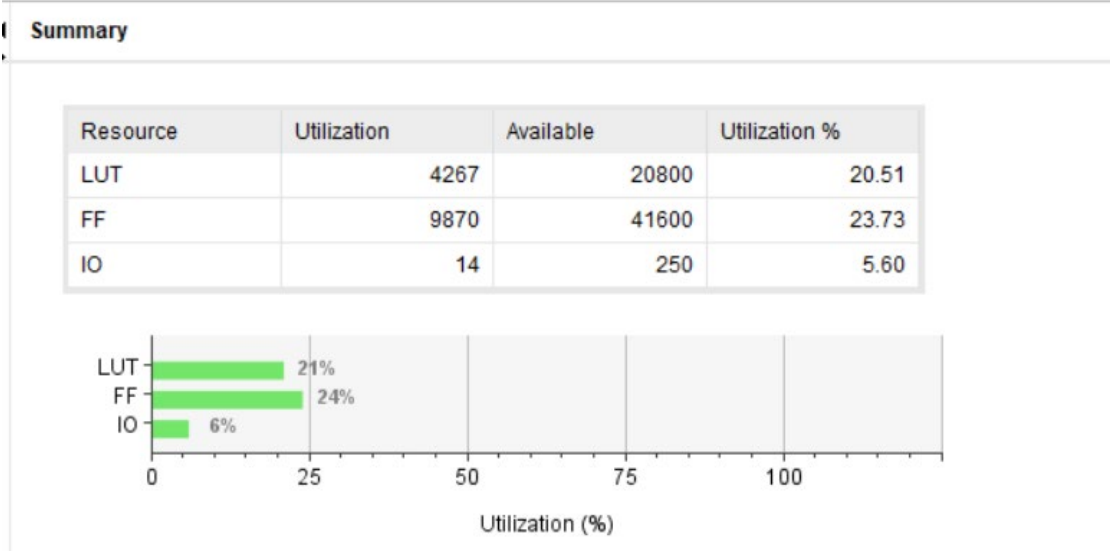 Summary
Resource Utilization Available Utilization %
LUT 4267 20800 20.51
FF 9870 41600 23.73
IO 14 250 5.60
LUT 21%
FF 24%
IO 6%
0 25 50 75 100
Utilization (%)